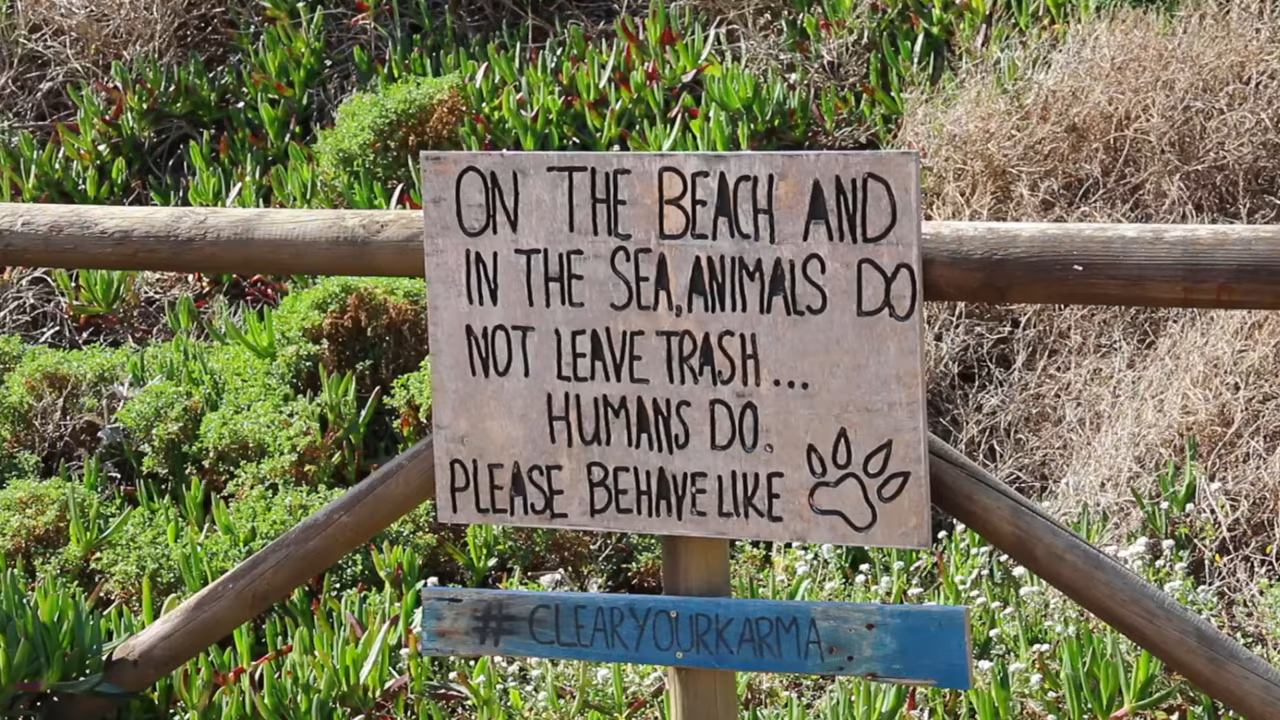 ON THE BEACH AND
IN THE SEA, ANIMALS DO
NOT LEAVE TRASH...
HUMANS DO.
PLEASE BEHAVE LIKE
#CLEARYOURKARMA